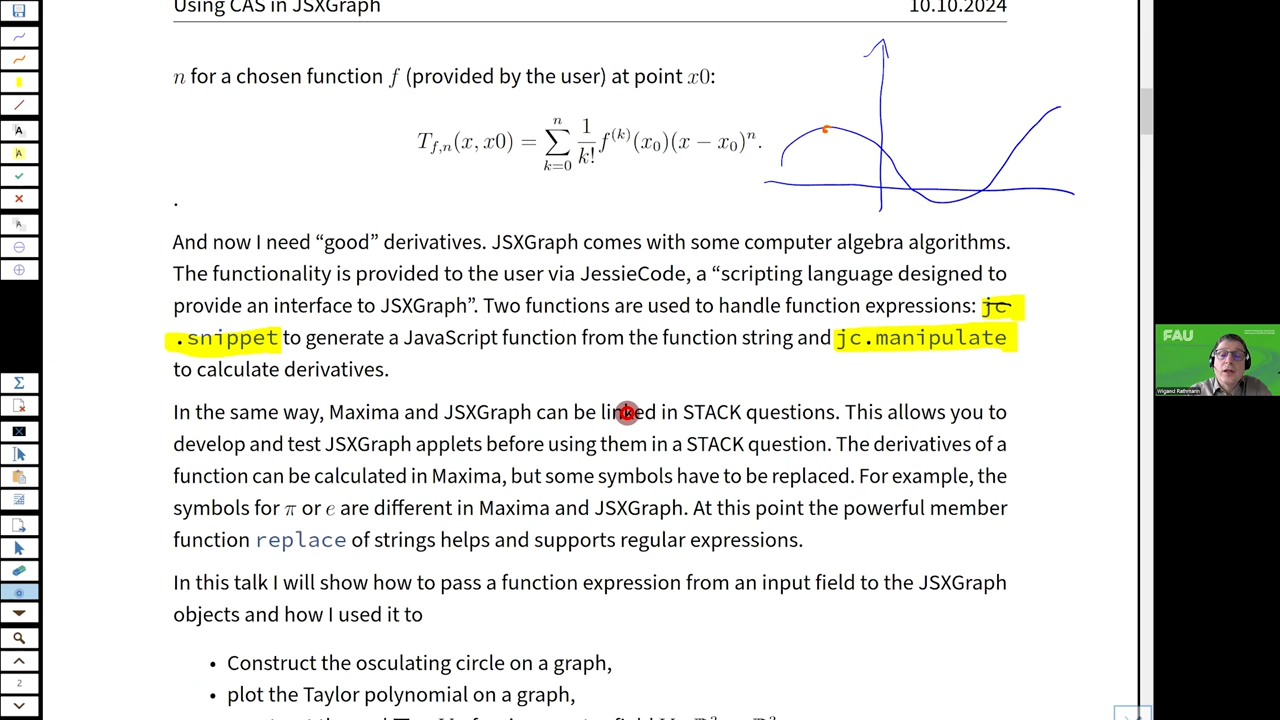 Using CAS in JSXGraph 10.10.2024
n for a chosen function f (provided by the user) at point x0:
T_{f,n}(x, x0) = \sum_{k=0}^{n} \frac{1}{k!} f^{(k)}(x_0)(x − x_0)^n.
.
And now I need “good” derivatives. JSXGraph comes with some computer algebra algorithms.
The functionality is provided to the user via JessieCode, a “scripting language designed to
provide an interface to JSXGraph”. Two functions are used to handle function expressions: jc
.snippet to generate a JavaScript function from the function string and jc.manipulate
to calculate derivatives.
In the same way, Maxima and JSXGraph can be linked in STACK questions. This allows you to
develop and test JSXGraph applets before using them in a STACK question. The derivatives of a
function can be calculated in Maxima, but some symbols have to be replaced. For example, the
symbols for π or e are different in Maxima and JSXGraph. At this point the powerful member
function replace of strings helps and supports regular expressions.
In this talk I will show how to pass a function expression from an input field to the JSXGraph
objects and how I used it to
• Construct the osculating circle on a graph,
• plot the Taylor polynomial on a graph,
FAU
Wigand Rathmann
2